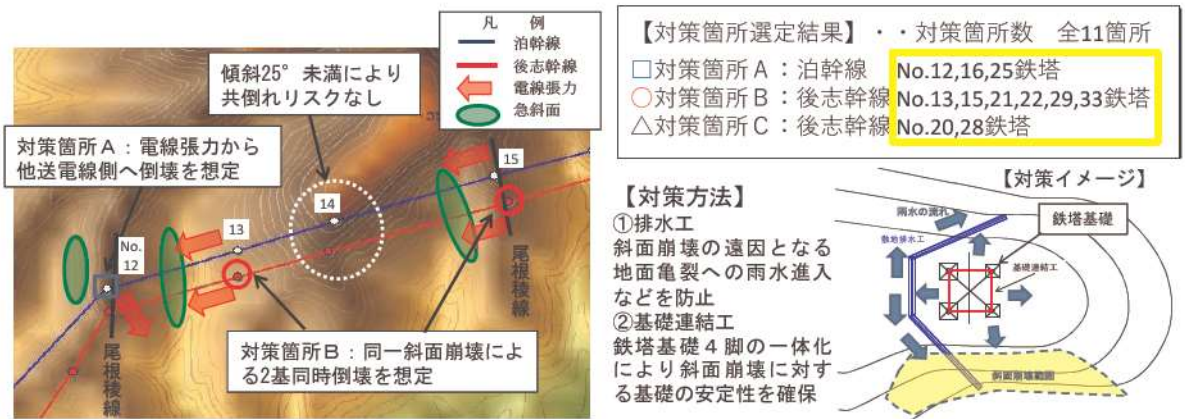 凡　例
泊幹線
後志幹線
電線張力
急斜面
傾斜25°未満により
共倒れリスクなし
対策箇所A：電線張力から
他送電線側へ倒壊を想定
15
14
13
No.
12
尾根稜線
尾根稜線
対策箇所B：同一斜面崩壊によ
る2基同時倒壊を想定
【対策箇所選定結果】・・対策箇所数　全11箇所
□対策箇所A：泊幹線　No.12,16,25鉄塔
○対策箇所B：後志幹線No.13,15,21,22,29,33鉄塔
△対策箇所C：後志幹線No.20,28鉄塔
【対策方法】
①排水工
斜面崩壊の遠因となる
地面亀裂への雨水進入
などを防止
②基礎連結工
鉄塔基礎４脚の一体化
により斜面崩壊に対す
る基礎の安定性を確保
【対策イメージ】
雨水の流れ
鉄塔基礎
敷地排水工
基礎連結工
斜面崩壊範囲